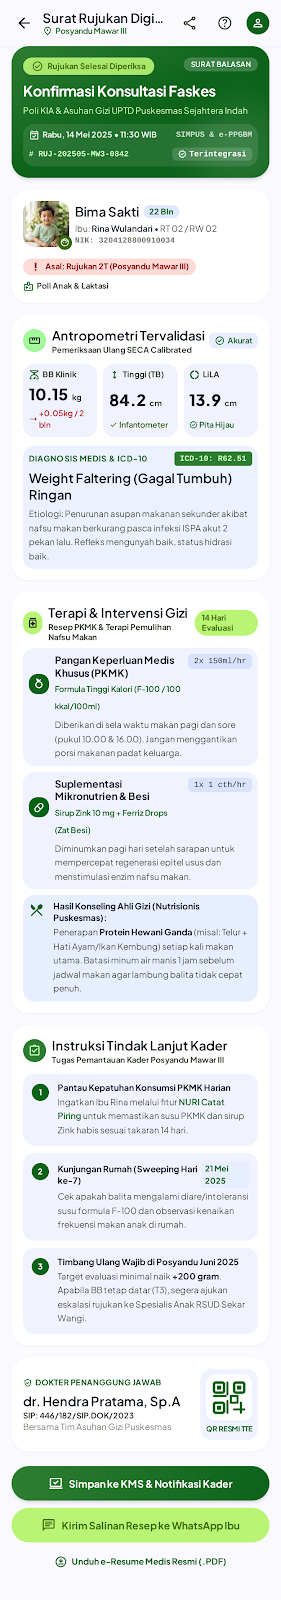 Surat Rujukan Digi...
Posyandu Mawar III
Rujukan Selesai Diperiksa
SURAT BALASAN
Konfirmasi Konsultasi Faskes
Poli KIA & Asuhan Gizi UPTD Puskesmas Sejahtera Indah
Rabu, 14 Mei 2025 • 11:30 WIB
SIMPUS & e-PPGBM
# RUJ-202505-MW3-0842
Terintegrasi
Bima Sakti
22 Bln
Ibu: Rina Wulandari • RT 02 / RW 02
NIK: 3204128800910034
Asal: Rujukan 2T (Posyandu Mawar III)
Poli Anak & Laktasi
Antropometri Tervalidasi
Pemeriksaan Ulang SECA Calibrated
Akurat
BB Klinik
10.15 kg
→ +0.05kg / 2
bln
Tinggi (TB)
84.2 cm
✓ Infantometer
LiLA
13.9 cm
Pita Hijau
DIAGNOSIS MEDIS & ICD-10
ICD-10: R62.51
Weight Faltering (Gagal Tumbuh)
Ringan
Etiologi: Penurunan asupan makanan sekunder akibat
nafsu makan berkurang pasca infeksi ISPA akut 2
pekan lalu. Refleks mengunyah baik, status hidrasi
baik.
Terapi & Intervensi Gizi
Resep PKMK & Terapi Pemulihan
Nafsu Makan
14 Hari
Evaluasi
Pangan Keperluan Medis
Khusus (PKMK)
2x 150ml/hr
Formula Tinggi Kalori (F-100 / 100
kkal/100ml)
Diberikan di sela waktu makan pagi dan sore
(pukul 10.00 & 16.00). Jangan menggantikan
porsi makanan padat keluarga.
Suplementasi
Mikronutrien & Besi
1x 1 cth/hr
Sirup Zink 10 mg + Ferriz Drops
(Zat Besi)
Diminumkan pagi hari setelah sarapan untuk
mempercepat regenerasi epitel usus dan
menstimulasi enzim nafsu makan.
Hasil Konseling Ahli Gizi (Nutrisionis
Puskesmas):
Penerapan Protein Hewani Ganda (misal: Telur +
Hati Ayam/Ikan Kembung) setiap kali makan
utama. Batasi minum air manis 1 jam sebelum
jadwal makan agar lambung balita tidak cepat
penuh.
Instruksi Tindak Lanjut Kader
Tugas Pemantauan Kader Posyandu Mawar III
1
Pantau Kepatuhan Konsumsi PKMK Harian
Ingatkan Ibu Rina melalui fitur NURI Catat
Piring untuk memastikan susu PKMK dan sirup
Zink habis sesuai takaran 14 hari.
2
Kunjungan Rumah (Sweeping Hari
ke-7)
21 Mei
2025
Cek apakah balita mengalami diare/intoleransi
susu formula F-100 dan observasi kenaikan
frekuensi makan anak di rumah.
3
Timbang Ulang Wajib di Posyandu Juni 2025
Target evaluasi minimal naik +200 gram.
Apabila BB tetap datar (T3), segera ajukan
eskalasi rujukan ke Spesialis Anak RSUD Sekar
Wangi.
DOKTER PENANGGUNG JAWAB
dr. Hendra Pratama, Sp.A
SIP: 446/182/SIP.DOK/2023
Bersama Tim Asuhan Gizi Puskesmas
QR RESMI TTE
Simpan ke KMS & Notifikasi Kader
Kirim Salinan Resep ke WhatsApp Ibu
Unduh e-Resume Medis Resmi (.PDF)